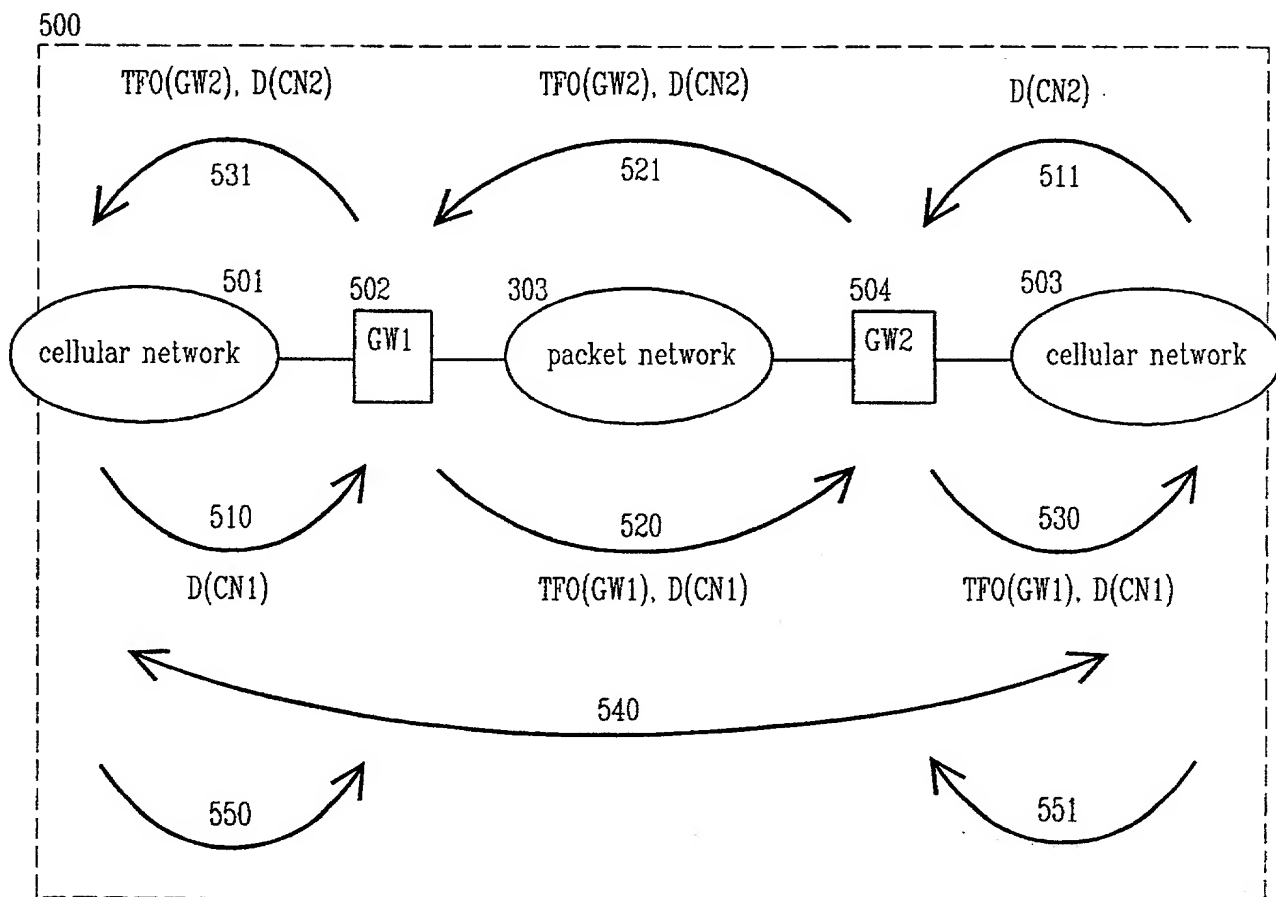 500
TFO(GW2), D(CN2)
TFO(GW2), D(CN2)
D(CN2)
531
521
511
501
502
303
504
503
cellular network
GW1
packet network
GW2
cellular network
510
520
530
D(CN1)
TFO(GW1), D(CN1)
TFO(GW1), D(CN1)
540
550
551